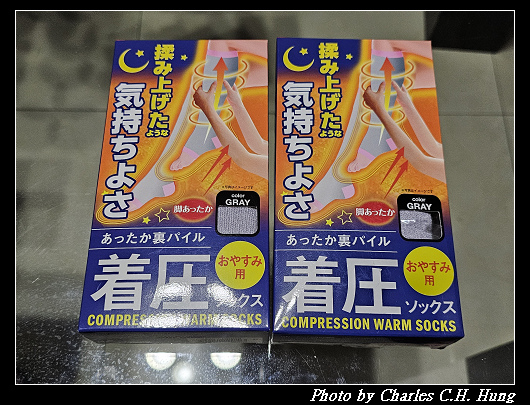 揉み上げた
ような
気持ちよさ
color
GRAY
脚あったか
あったか裏パイル
おやすみ
用
着圧
ソックス
COMPRESSION WARM SOCKS
揉み上げた
ような
気持ちよさ
color
GRAY
脚あったか
あったか裏パイル
おやすみ
用
着圧
ソックス
COMPRESSION WARM SOCKS
Photo by Charles C.H. Hung